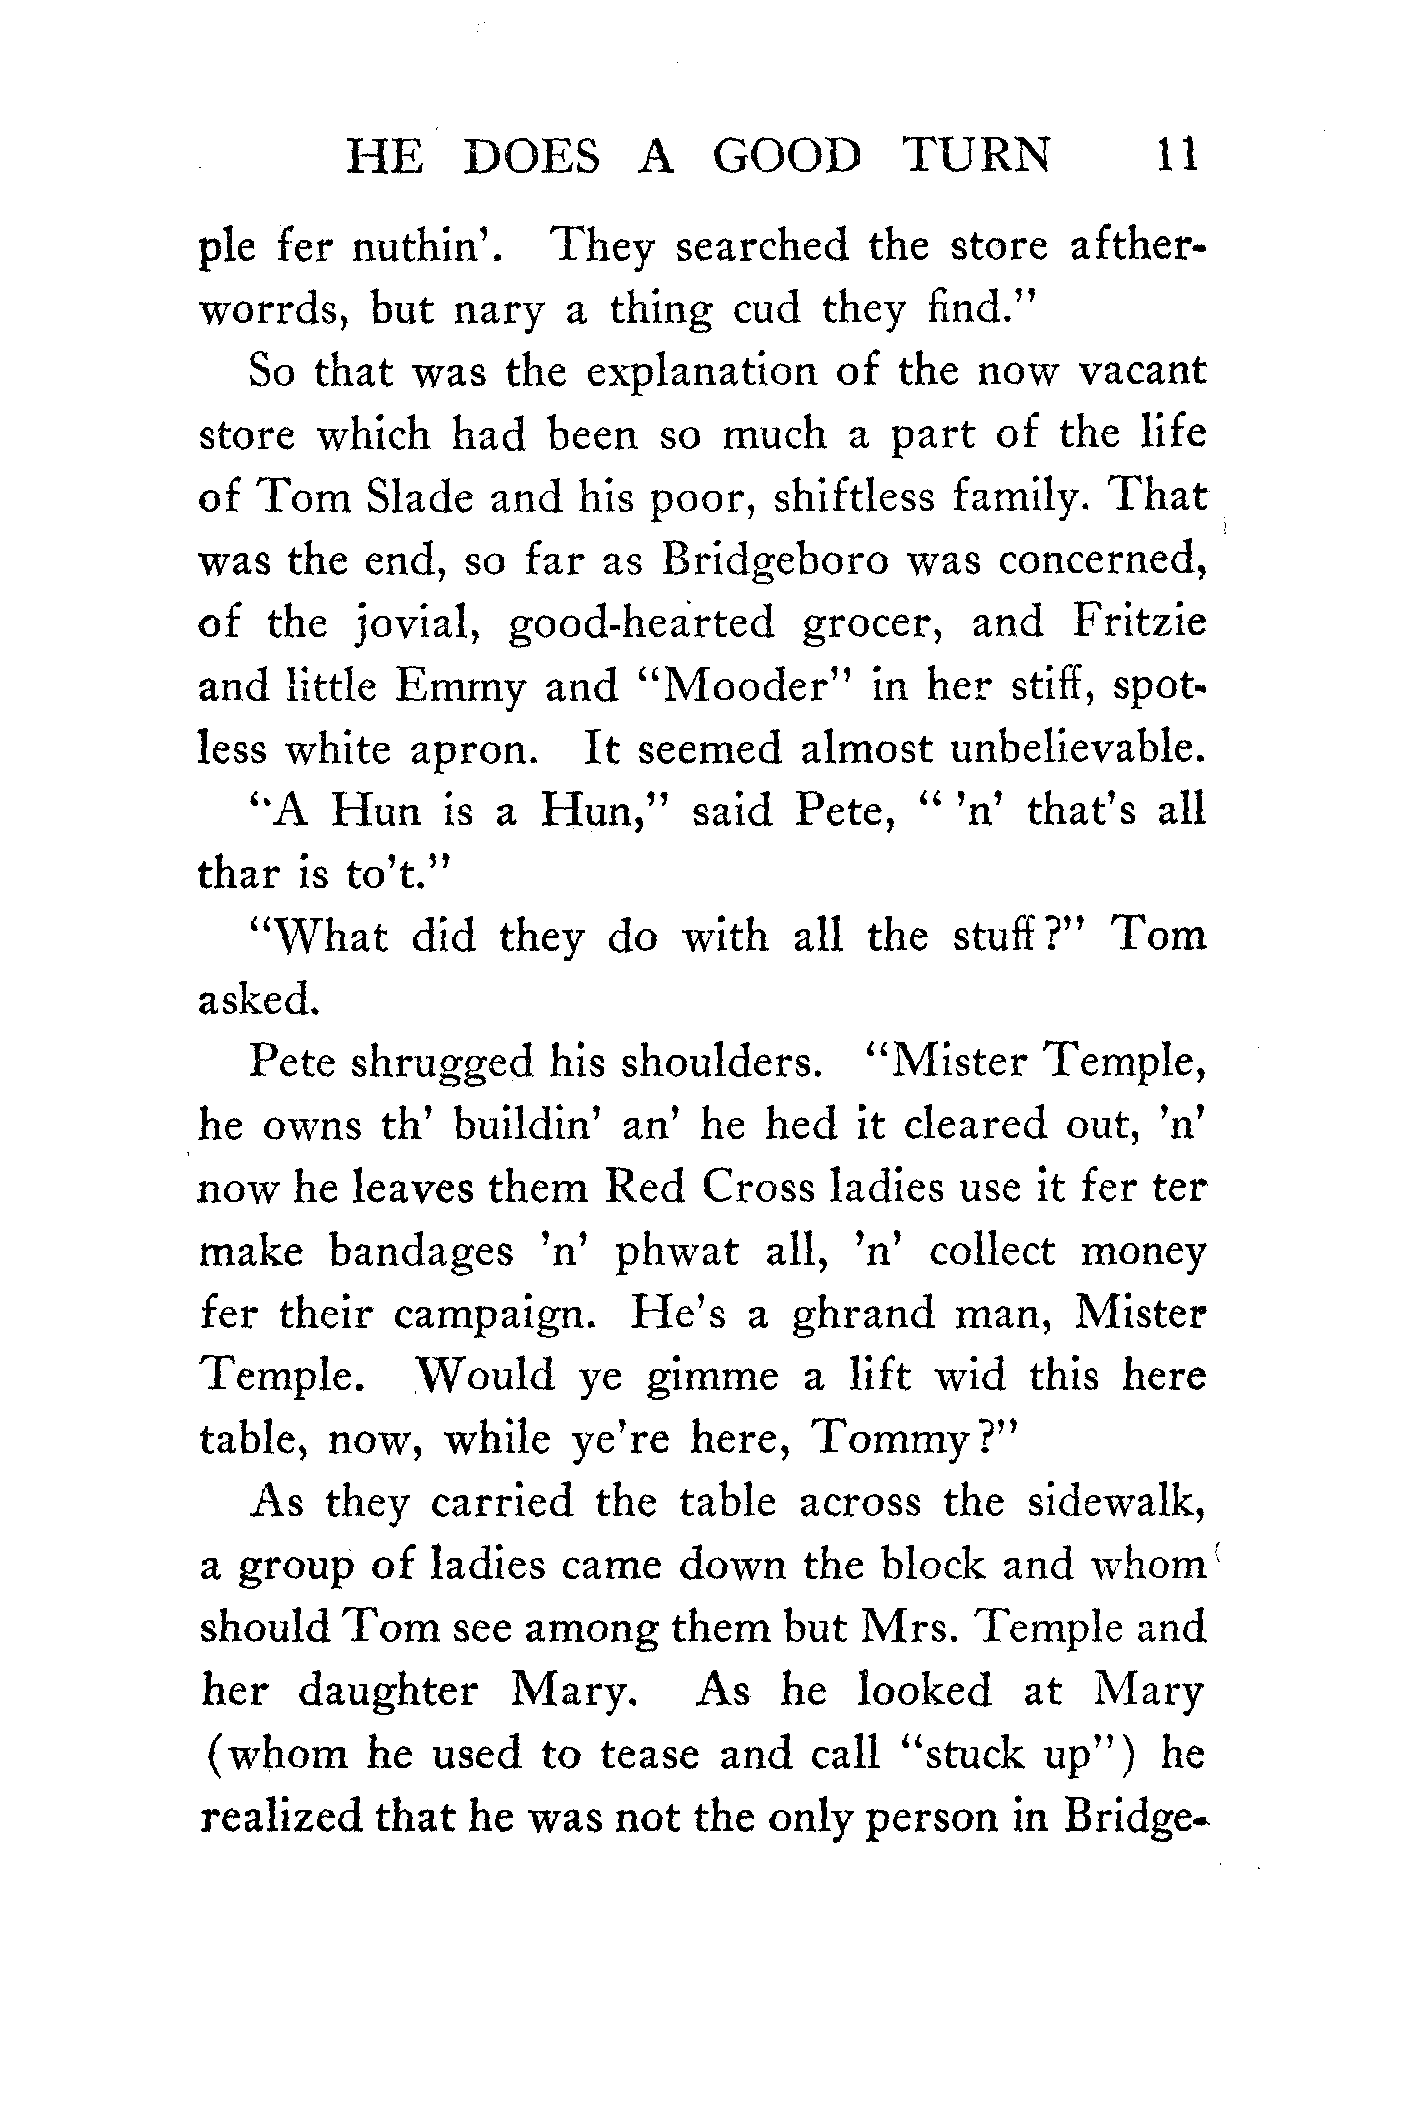 HE DOES A GOOD TURN 11
ple fer nuthin'. They searched the store afther-
worrds, but nary a thing cud they find."
So that was the explanation of the now vacant
store which had been so much a part of the life
of Tom Slade and his poor, shiftless family. That
was the end, so far as Bridgeboro was concerned,
of the jovial, good-hearted grocer, and Fritzie
and little Emmy and "Mooder" in her stiff, spot-
less white apron. It seemed almost unbelievable.
"A Hun is a Hun," said Pete, " 'n' that's all
thar is to't."
"What did they do with all the stuff?" Tom
asked.
Pete shrugged his shoulders. "Mister Temple,
he owns th' buildin' an' he hed it cleared out, 'n'
now he leaves them Red Cross ladies use it fer ter
make bandages 'n' phwat all, 'n' collect money
fer their campaign. He's a ghrand man, Mister
Temple. Would ye gimme a lift wid this here
table, now, while ye're here, Tommy?"
As they carried the table across the sidewalk,
a group of ladies came down the block and whom
should Tom see among them but Mrs. Temple and
her daughter Mary. As he looked at Mary
(whom he used to tease and call "stuck up") he
realized that he was not the only person in Bridge-